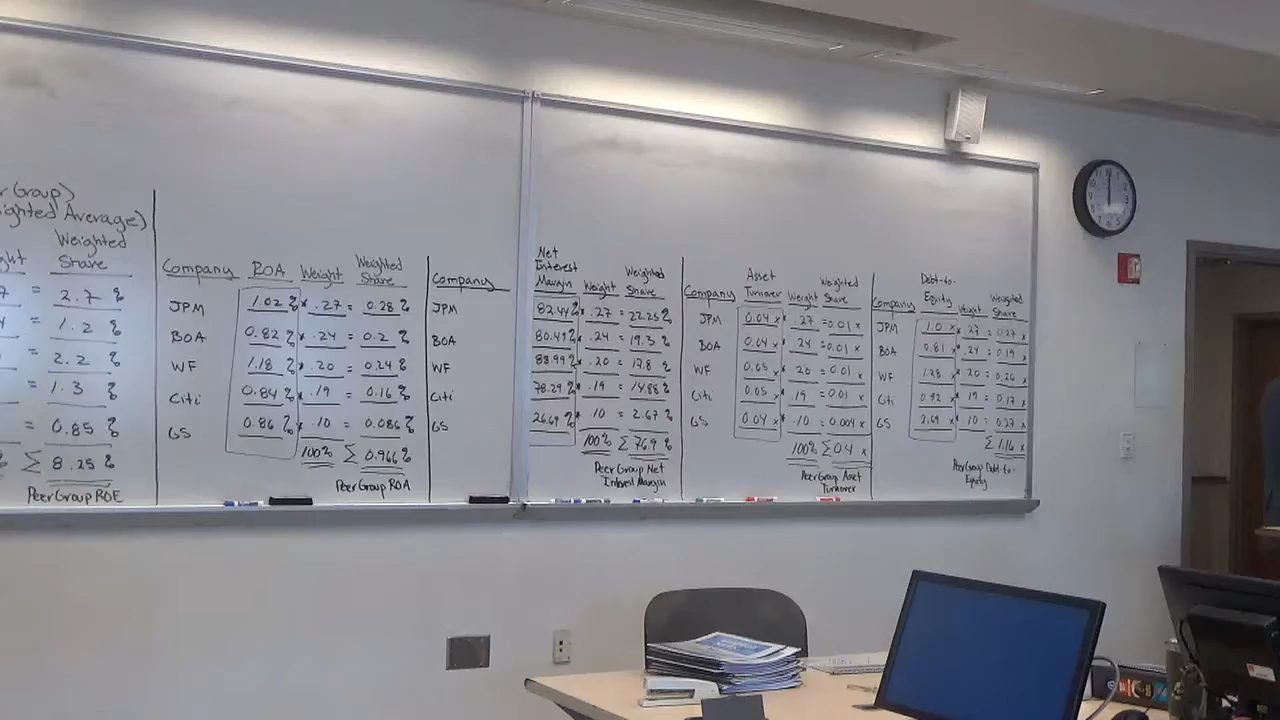 r Group)
ighted Average)
ght Weighted Share
7 = 2.7 %
4 = 1.2 %
= 2.2 %
= 1.3 %
= 0.85 %
% Σ 8.25 %
Peer Group ROE
Company ROA Weight Weighted Share
JPM 1.02 % * .27 = 0.28 %
BOA 0.82 % * .24 = 0.2 %
WF 1.18 % * .20 = 0.24 %
Citi 0.84 % * .19 = 0.16 %
GS 0.86 % * .10 = 0.086 %
100% Σ 0.966 %
Peer Group ROA
Company Net Interest Margin Weight Weighted Share
JPM 82.44 % * .27 = 22.25 %
BOA 80.47 % * .24 = 19.3 %
WF 88.99 % * .20 = 17.8 %
Citi 78.29 % * .19 = 14.88 %
GS 26.69 % * .10 = 2.67 %
100% Σ 76.9 %
Peer Group Net
Interest Margin
Company Asset Turnover Weight Weighted Share
JPM 0.04 x * .27 = 0.01 x
BOA 0.04 x * .24 = 0.01 x
WF 0.05 x * .20 = 0.01 x
Citi 0.05 x * .19 = 0.01 x
GS 0.04 x * .10 = 0.004 x
100% Σ 0.4 x
Peer Group Asset
Turnover
Company Debt-to-Equity Weight Weighted Share
JPM 1.0 x * .27 = 0.27 x
BOA 0.81 x * .24 = 0.19 x
WF 1.28 x * .20 = 0.26 x
Citi 0.92 x * .19 = 0.17 x
GS 2.69 x * .10 = 0.27 x
Σ 1.16 x
Peer Group Debt-to-
Equity